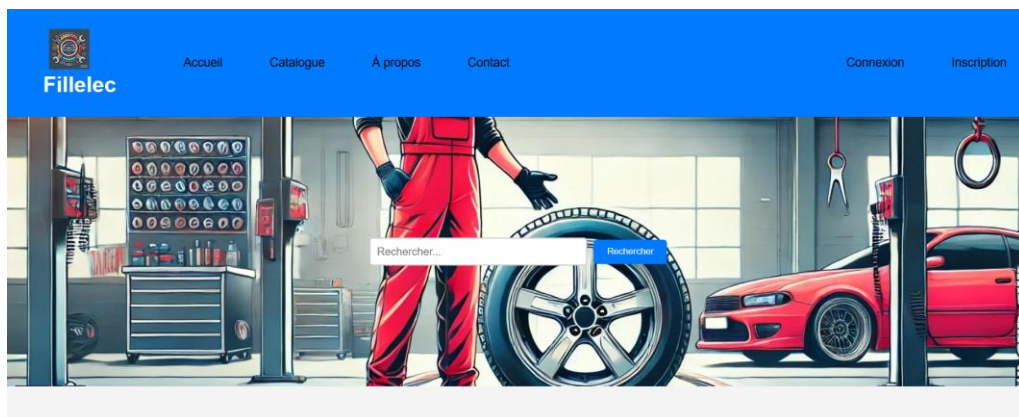 Fillelec
Accueil Catalogue À propos Contact
Connexion Inscription
Rechercher...
Rechercher